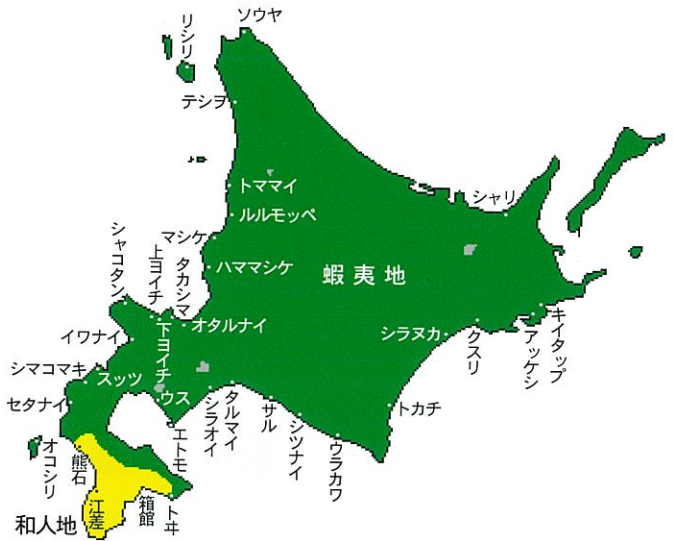 ソウヤ
リシリ
テシヲ
トママイ
ルルモッペ
シャリ
マシケ
ハママシケ
蝦夷地
シャコタン
上ヨイチ
タカシマ
オタルナイ
イワナイ
下ヨイチ
シラヌカ
クスリ
アッケシ
キイタップ
シマコマキ
スッツ
ウス
セタナイ
エトモ
シラオイ
タルマイ
サル
シツナイ
ウラカワ
トカチ
オコシリ
熊石
江差
箱館
トヰ
和人地